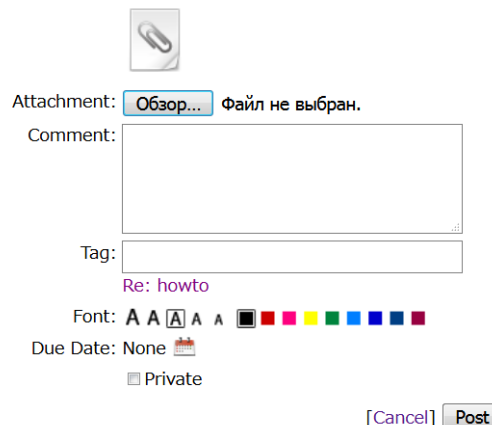 Attachment: Обзор... Файл не выбран.
Comment:
Tag:
Re: howto
Font: A A A A A
Due Date: None
Private
[Cancel] Post